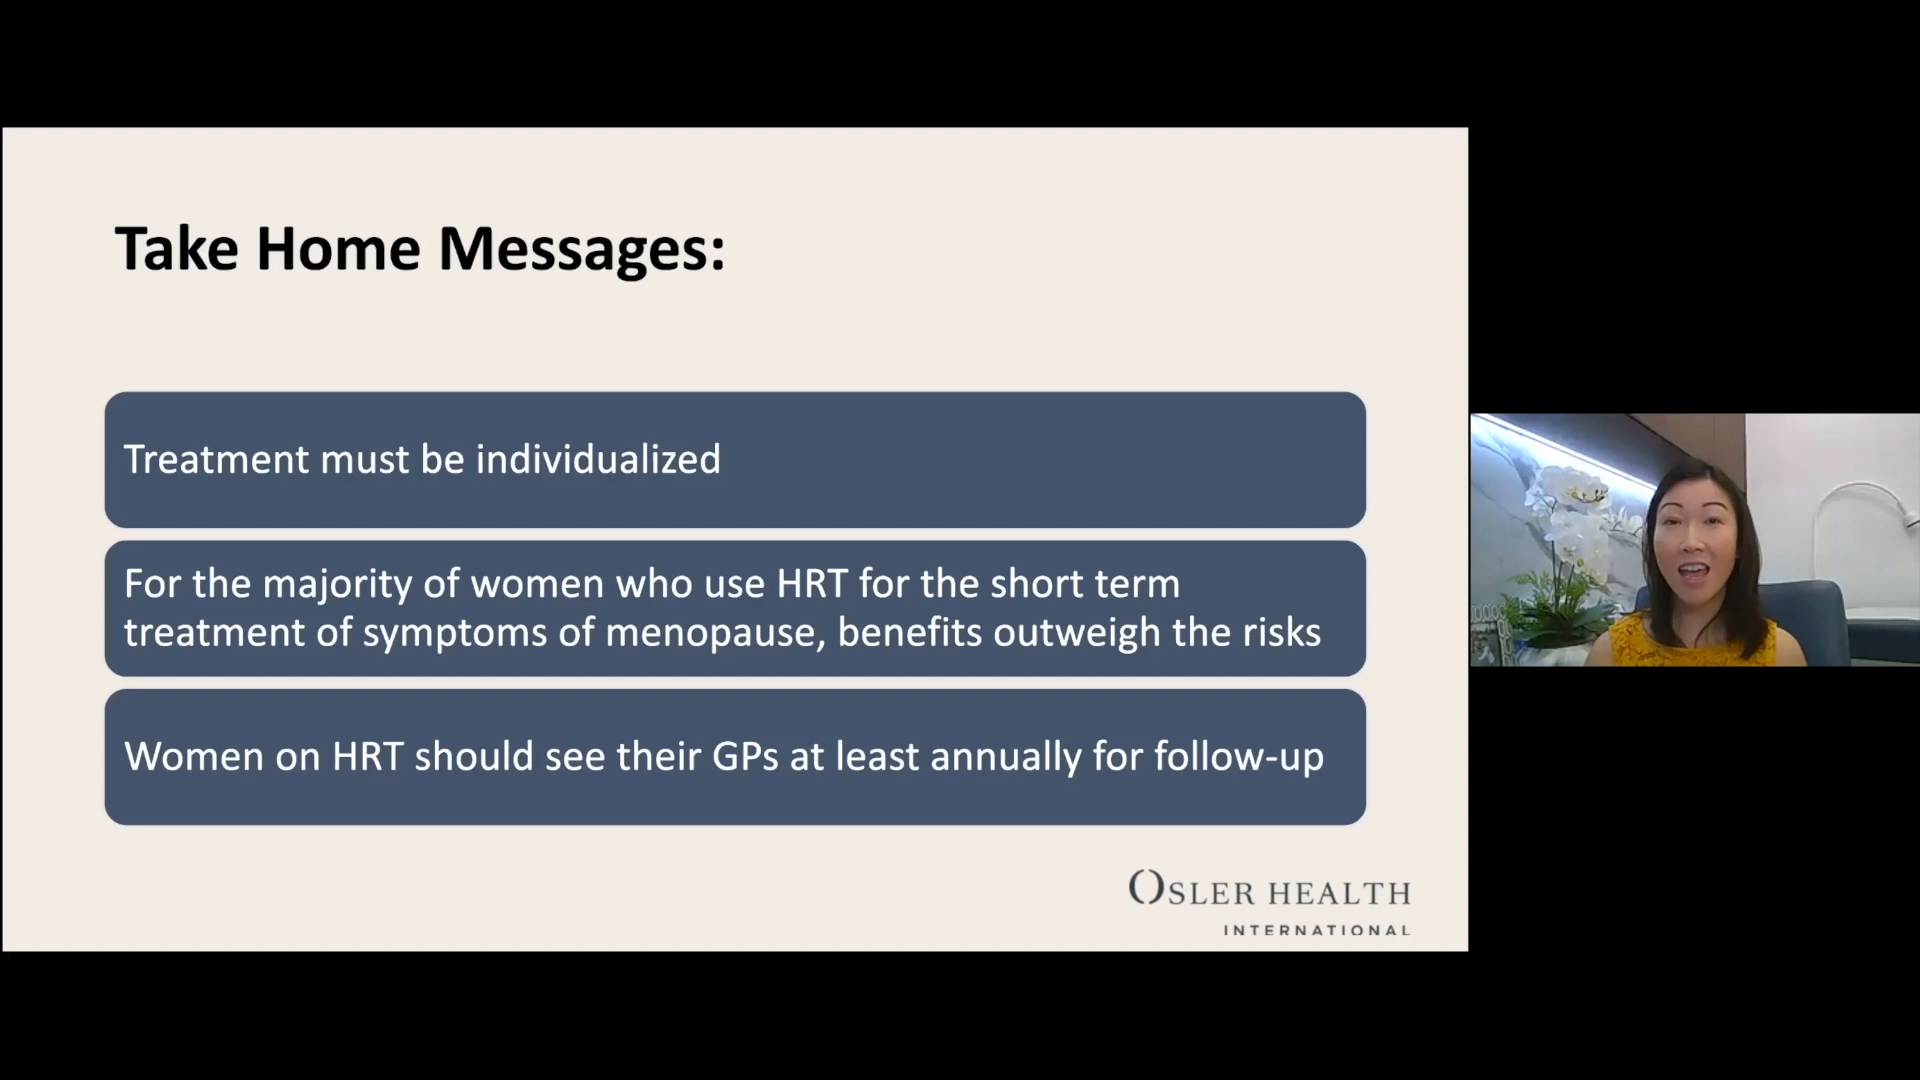 Take Home Messages:
Treatment must be individualized
For the majority of women who use HRT for the short term
treatment of symptoms of menopause, benefits outweigh the risks
Women on HRT should see their GPs at least annually for follow-up
OSLER HEALTH
INTERNATIONAL